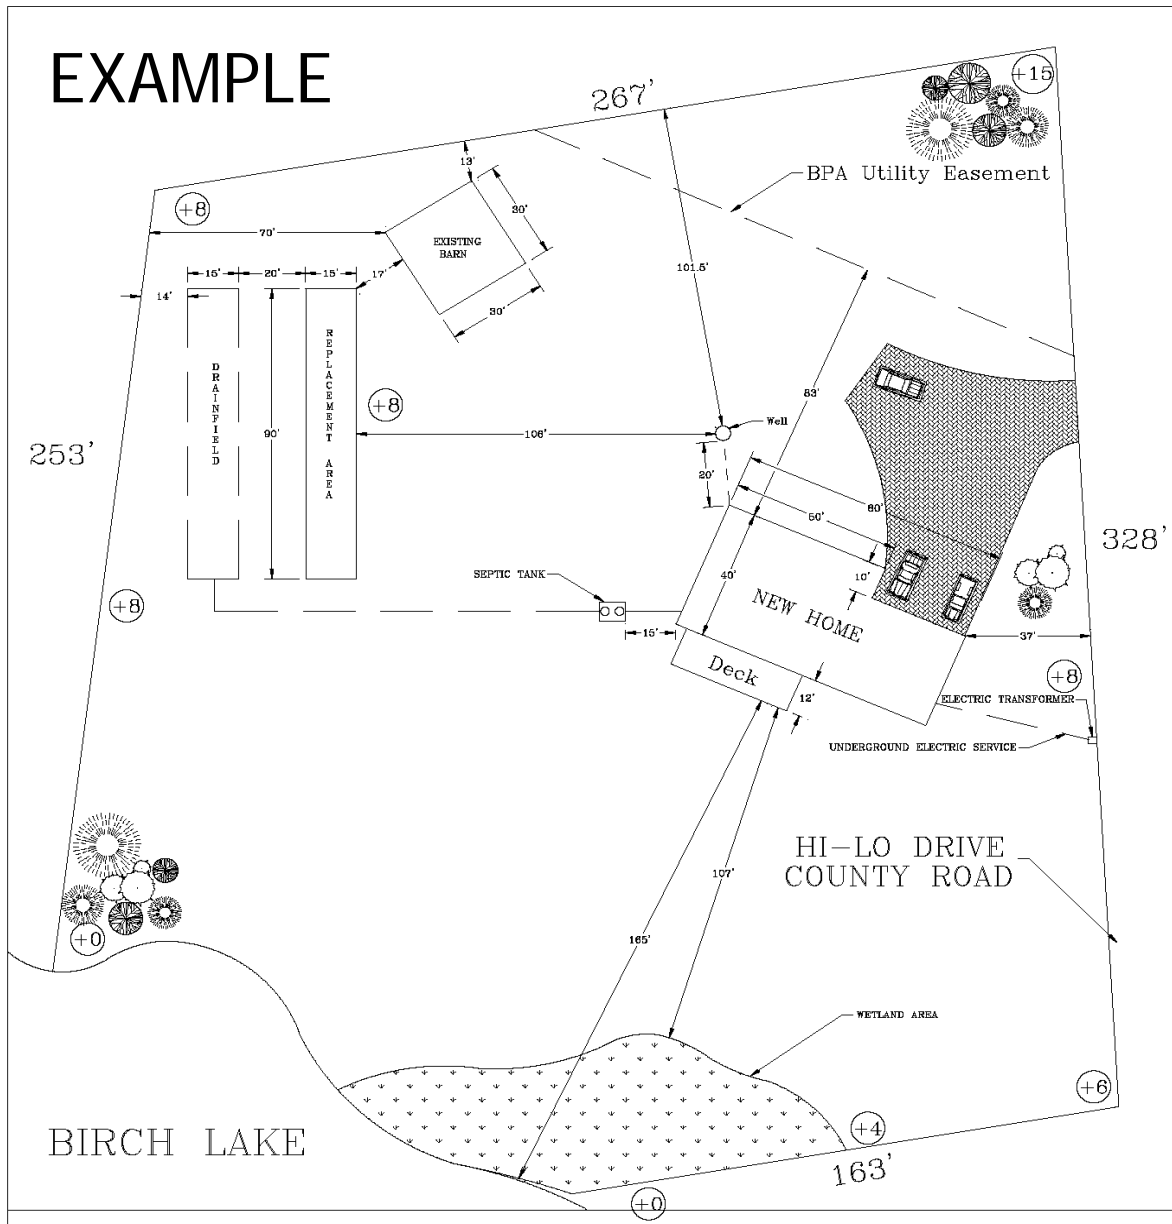 EXAMPLE
267'
+15
13'
BPA Utility Easement
+8
30'
70'
EXISTING
BARN
15'
20'
15'
17'
101.5'
14'
30'
DRAINFIELD
REPLACEMENT AREA
83'
+8
Well
253'
90'
106'
20'
60'
50'
328'
40'
10'
SEPTIC TANK
NEW HOME
+8
15'
37'
Deck
+8
12'
ELECTRIC TRANSFORMER
UNDERGROUND ELECTRIC SERVICE
HI-LO DRIVE
COUNTY ROAD
107'
+0
165'
WETLAND AREA
+6
BIRCH LAKE
+4
163'
+0